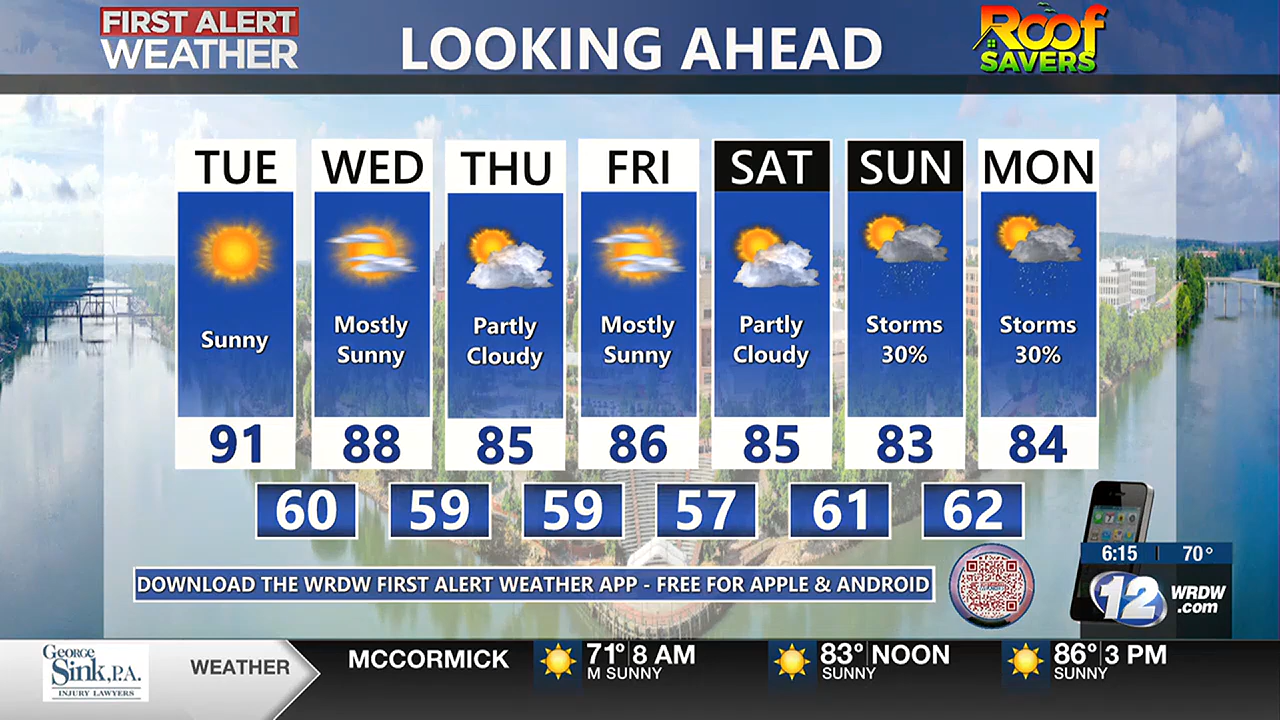 FIRST ALERT
WEATHER
LOOKING AHEAD
Roof
SAVERS
TUE WED THU FRI SAT SUN MON
Sunny
Mostly
Sunny
Partly
Cloudy
Mostly
Sunny
Partly
Cloudy
Storms
30%
Storms
30%
91 88 85 86 85 83 84
60 59 59 57 61 62
DOWNLOAD THE WRDW FIRST ALERT WEATHER APP - FREE FOR APPLE & ANDROID
6:15 | 70°
12
WRDW
.com
GEORGE
Sink, P.A.
INJURY LAWYERS
WEATHER
MCCORMICK
71° | 8 AM
M SUNNY
83° | NOON
SUNNY
86° | 3 PM
SUNNY